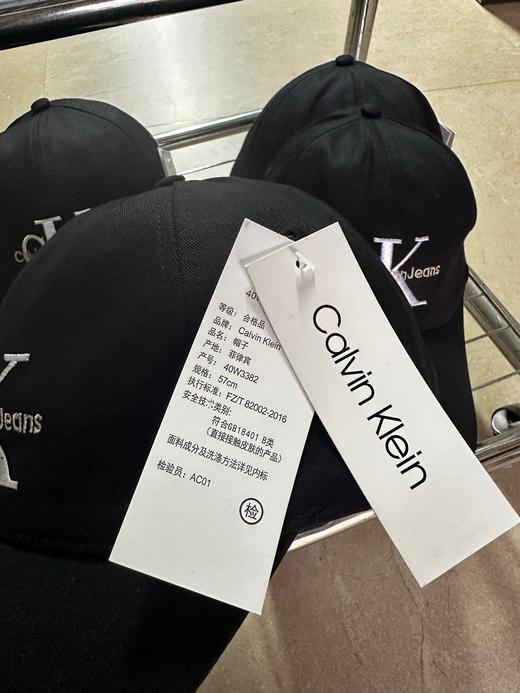 40W
等级：合格品
品牌：Calvin Klein
品名：帽子
产地：菲律宾
产号：40W3382
规格：57cm
执行标准：FZ/T 82002-2016
安全技术类别：
符合GB18401 B类
（直接接触皮肤的产品）
面料成分及洗涤方法详见内标
检验员：AC01
检
Calvin Klein
K
Jeans
K
Jeans